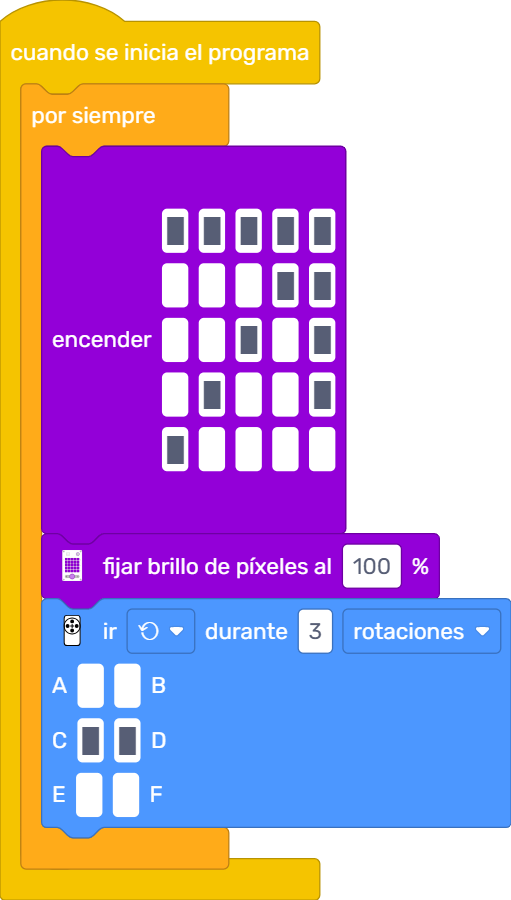 cuando se inicia el programa
por siempre
encender
fijar brillo de píxeles al 100 %
ir durante 3 rotaciones
A B
C D
E F